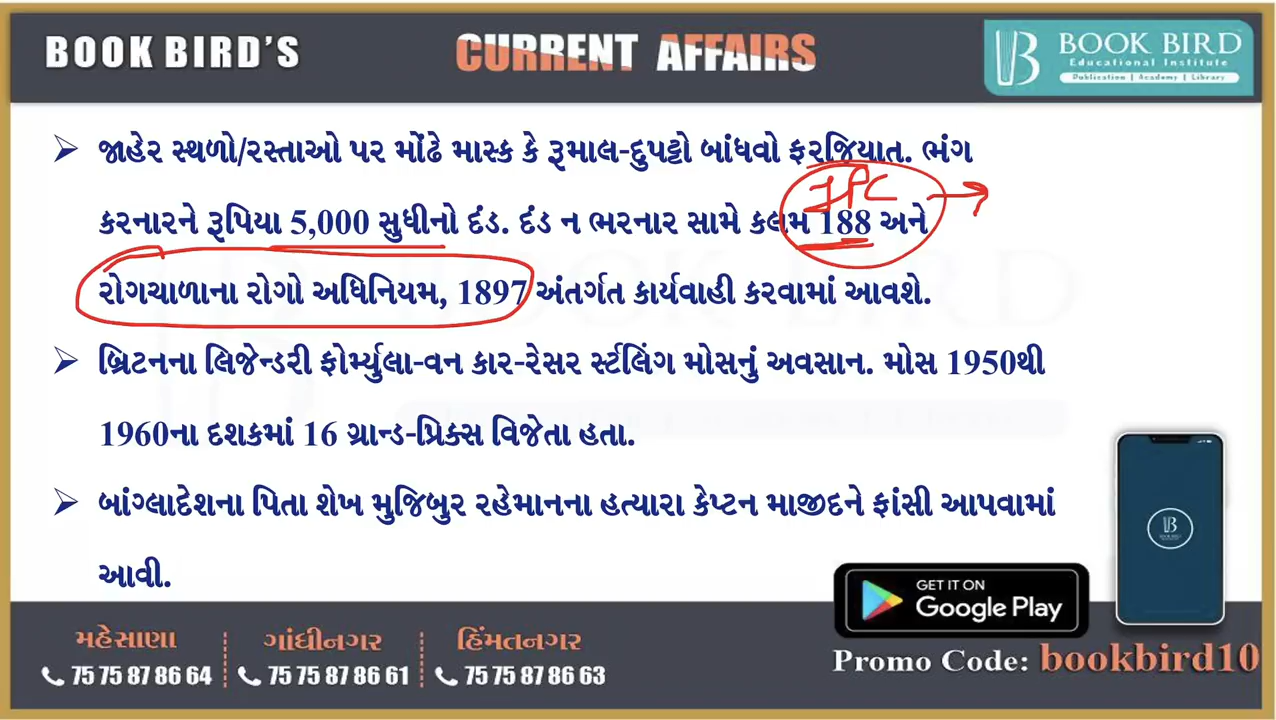 BOOK BIRD'S
CURRENT AFFAIRS
BOOK BIRD
Educational Institute
Publication | Academy | Library
જાહેર સ્થળો/રસ્તાઓ પર મોંઢે માસ્ક કે રૂમાલ-દુપટ્ટો બાંધવો ફરજિયાત. ભંગ
IPC
કરનારને રૂપિયા 5,000 સુધીનો દંડ. દંડ ન ભરનાર સામે કલમ 188 અને
રોગચાળાના રોગો અધિનિયમ, 1897 અંતર્ગત કાર્યવાહી કરવામાં આવશે.
બ્રિટનના લિજેન્ડરી ફોર્મ્યુલા-વન કાર-રેસર સ્ર્ટલિંગ મોસનું અવસાન. મોસ 1950થી
1960ના દશકમાં 16 ગ્રાન્ડ-પ્રિક્સ વિજેતા હતા.
બાંગ્લાદેશના પિતા શેખ મુજિબુર રહેમાનના હત્યારા કેપ્ટન માજીદને ફાંસી આપવામાં
આવી.
GET IT ON
Google Play
મહેસાણા
75 75 87 86 64
ગાંધીનગર
75 75 87 86 61
હિંમતનગર
75 75 87 86 63
Promo Code: bookbird10